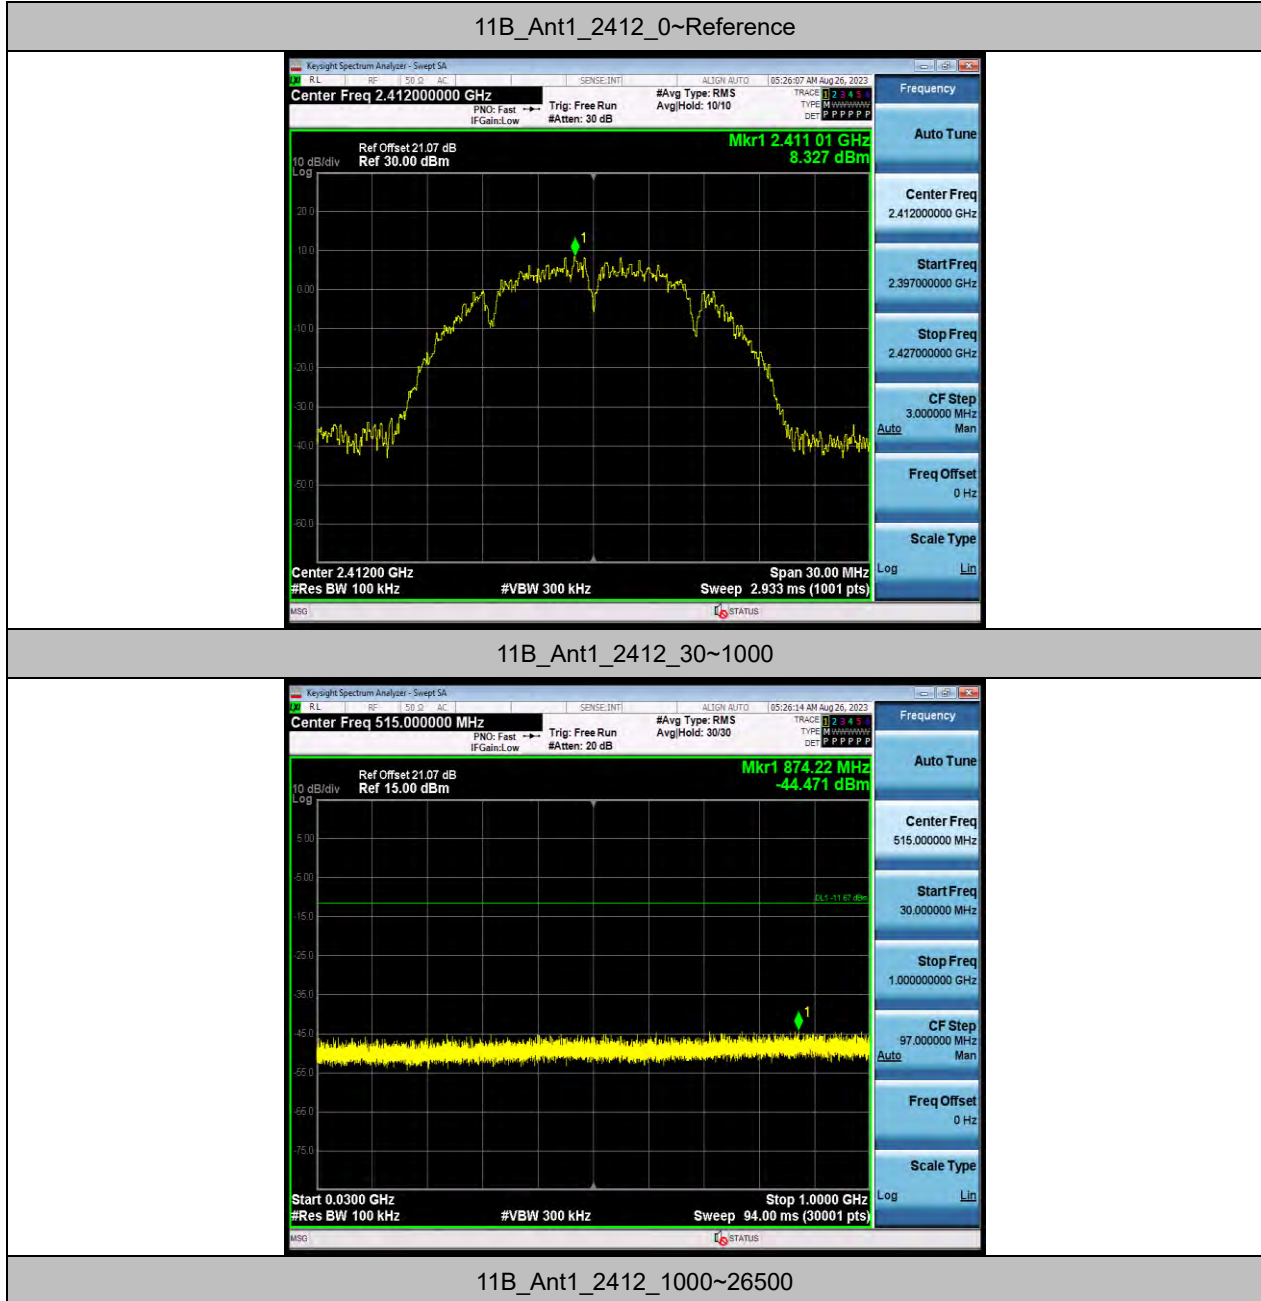 11B_Ant1_2412_0~Reference
Keysight Spectrum Analyzer - Swept SA
RL RF 50 Ω AC SENSE:INT ALIGN AUTO 05:26:07 AM Aug 26, 2023
Center Freq 2.412000000 GHz #Avg Type: RMS TRACE 1 2 3 4 5 6 Frequency
PNO: Fast Trig: Free Run Avg|Hold: 10/10 TYPE M WWWWW
IFGain:Low #Atten: 30 dB DET P P P P P P
Auto Tune
Mkr1 2.411 01 GHz
Ref Offset 21.07 dB
10 dB/div Ref 30.00 dBm 8.327 dBm
Log
Center Freq
2.412000000 GHz
20.0
1
10.0
Start Freq
2.397000000 GHz
0.00
-10.0
Stop Freq
2.427000000 GHz
-20.0
CF Step
3.000000 MHz
Auto Man
-30.0
-40.0
Freq Offset
0 Hz
-50.0
-60.0
Scale Type
Log Lin
Center 2.41200 GHz Span 30.00 MHz
#Res BW 100 kHz #VBW 300 kHz Sweep 2.933 ms (1001 pts)
MSG STATUS
11B_Ant1_2412_30~1000
Keysight Spectrum Analyzer - Swept SA
RL RF 50 Ω AC SENSE:INT ALIGN AUTO 05:26:14 AM Aug 26, 2023
Center Freq 515.000000 MHz #Avg Type: RMS TRACE 1 2 3 4 5 6 Frequency
PNO: Fast Trig: Free Run Avg|Hold: 30/30 TYPE M WWWWW
IFGain:Low #Atten: 20 dB DET P P P P P P
Auto Tune
Mkr1 874.22 MHz
Ref Offset 21.07 dB
10 dB/div Ref 15.00 dBm -44.471 dBm
Log
Center Freq
515.000000 MHz
5.00
-5.00
Start Freq
30.000000 MHz
DL1 -11.67 dBm
-15.0
-25.0
Stop Freq
1.000000000 GHz
-35.0
1
CF Step
97.000000 MHz
Auto Man
-45.0
-55.0
Freq Offset
0 Hz
-65.0
-75.0
Scale Type
Log Lin
Start 0.0300 GHz Stop 1.0000 GHz
#Res BW 100 kHz #VBW 300 kHz Sweep 94.00 ms (30001 pts)
MSG STATUS
11B_Ant1_2412_1000~26500